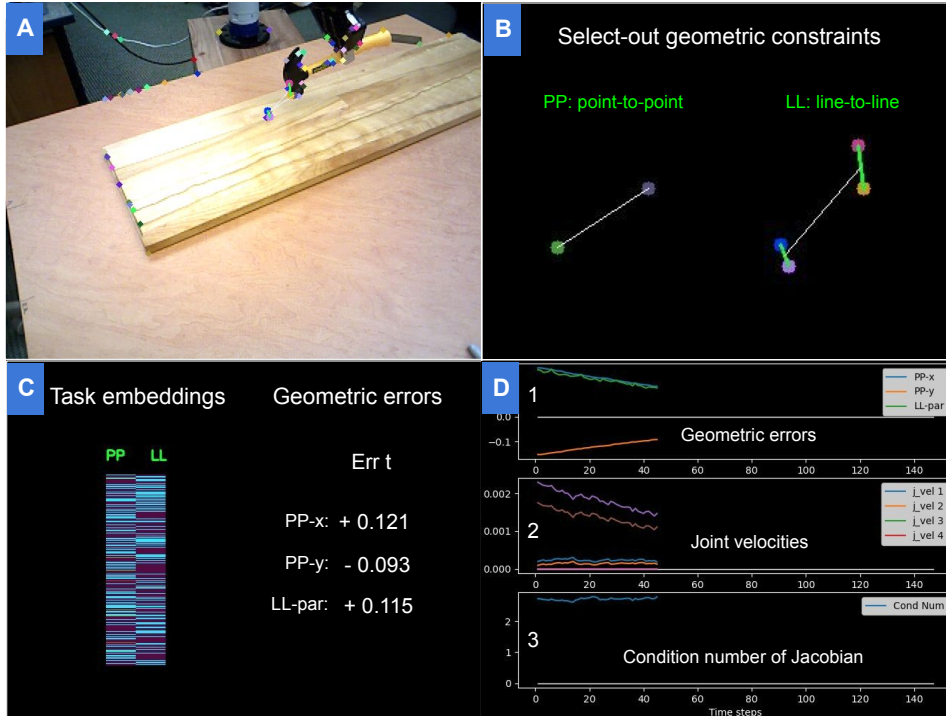 A
B
Select-out geometric constraints
PP: point-to-point
LL: line-to-line
C
Task embeddings
Geometric errors
PP LL
Err t
PP-x: + 0.121
PP-y: - 0.093
LL-par: + 0.115
D
1
PP-x
PP-y
LL-par
0.0
−0.1
Geometric errors
0 20 40 60 80 100 120 140
2
j_vel 1
j_vel 2
j_vel 3
j_vel 4
0.002
0.001
0.000
Joint velocities
0 20 40 60 80 100 120 140
3
Cond Num
2
0
Condition number of Jacobian
0 20 40 60 80 100 120 140
Time steps